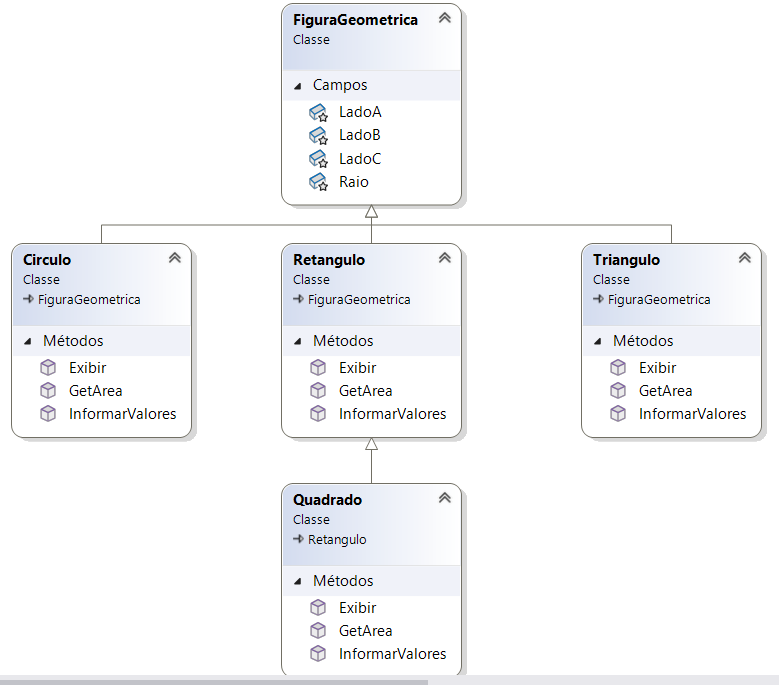 FiguraGeometrica
Classe
Campos
LadoA
LadoB
LadoC
Raio
Circulo
Classe
FiguraGeometrica
Métodos
Exibir
GetArea
InformarValores
Retangulo
Classe
FiguraGeometrica
Métodos
Exibir
GetArea
InformarValores
Triangulo
Classe
FiguraGeometrica
Métodos
Exibir
GetArea
InformarValores
Quadrado
Classe
Retangulo
Métodos
Exibir
GetArea
InformarValores